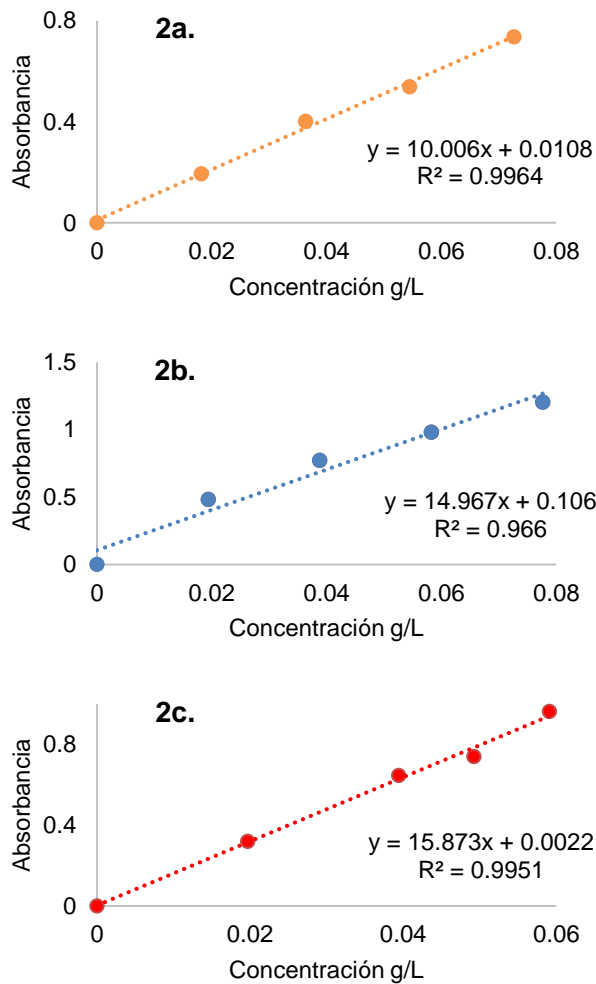 2a.
Absorbancia
0.8
0.4
0
y = 10.006x + 0.0108
R² = 0.9964
0 0.02 0.04 0.06 0.08
Concentración g/L
2b.
Absorbancia
1.5
1
0.5
0
y = 14.967x + 0.106
R² = 0.966
0 0.02 0.04 0.06 0.08
Concentración g/L
2c.
Absorbancia
0.8
0.4
0
y = 15.873x + 0.0022
R² = 0.9951
0 0.02 0.04 0.06
Concentración g/L